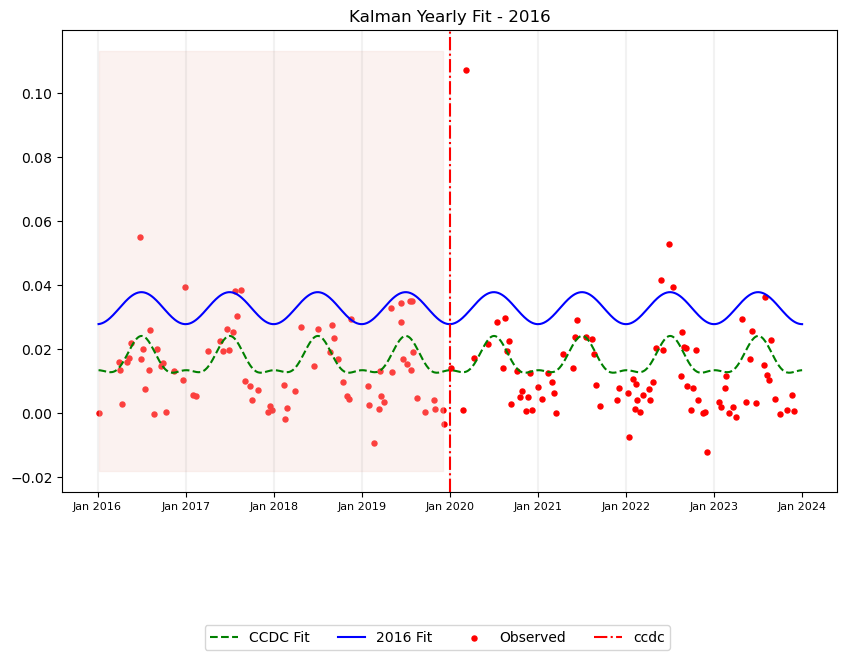 Kalman Yearly Fit - 2016
0.10
0.08
0.06
0.04
0.02
0.00
−0.02
Jan 2016 Jan 2017 Jan 2018 Jan 2019 Jan 2020 Jan 2021 Jan 2022 Jan 2023 Jan 2024
CCDC Fit 2016 Fit Observed ccdc